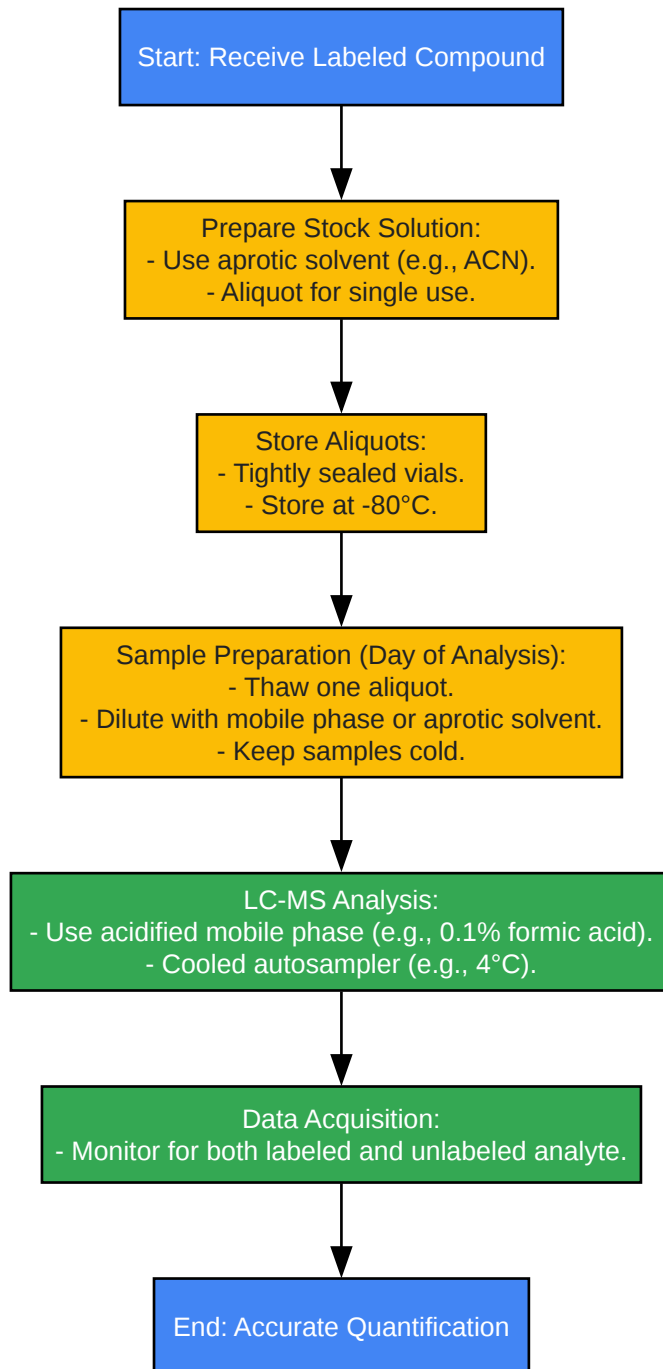 Start: Receive Labeled Compound
Prepare Stock Solution:
- Use aprotic solvent (e.g., ACN).
- Aliquot for single use.
Store Aliquots:
- Tightly sealed vials.
- Store at -80°C.
Sample Preparation (Day of Analysis):
- Thaw one aliquot.
- Dilute with mobile phase or aprotic solvent.
- Keep samples cold.
LC-MS Analysis:
- Use acidified mobile phase (e.g., 0.1% formic acid).
- Cooled autosampler (e.g., 4°C).
Data Acquisition:
- Monitor for both labeled and unlabeled analyte.
End: Accurate Quantification